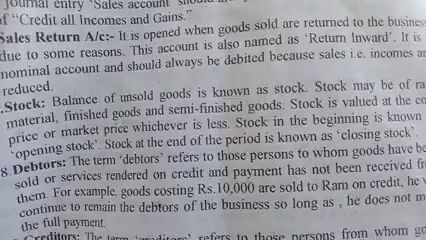 journal entry 'Sales account
of "Credit all Incomes and Gains."
Sales Return A/c:- It is opened when goods sold are returned to the business
due to some reasons. This account is also named as 'Return Inward'. It is
nominal account and should always be debited because sales i.e. incomes are
reduced.
.Stock: Balance of unsold goods is known as stock. Stock may be of ra
material, finished goods and semi-finished goods. Stock is valued at the co
price or market price whichever is less. Stock in the beginning is known
'opening stock'. Stock at the end of the period is known as 'closing stock'.
8. Debtors: The term 'debtors' refers to those persons to whom goods have be
sold or services rendered on credit and payment has not been received fr
them. For example, goods costing Rs.10,000 are sold to Ram on credit, he w
continue to remain the debtors of the business so long as , he does not m
the full payment.
Creditors: The term 'creditors' refers to those persons from whom go